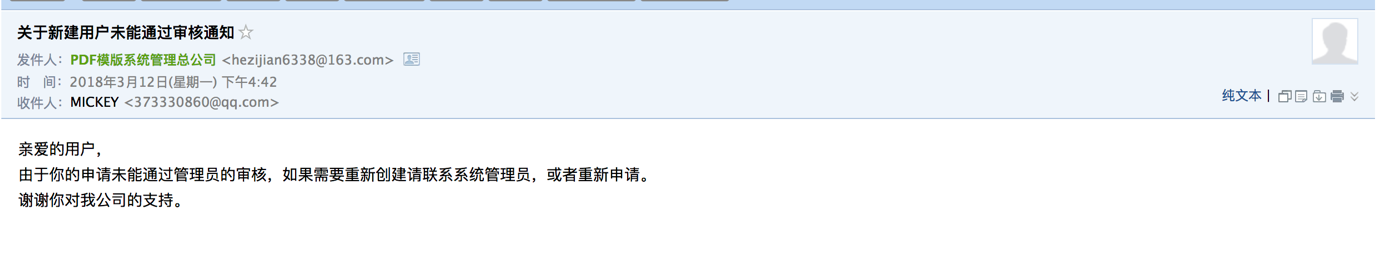 关于新建用户未能通过审核通知
发件人：PDF模版系统管理总公司 <hezijian6338@163.com>
时　间：2018年3月12日(星期一) 下午4:42
收件人：MICKEY <373330860@qq.com>
纯文本 |
亲爱的用户，
由于你的申请未能通过管理员的审核，如果需要重新创建请联系系统管理员，或者重新申请。
谢谢你对我公司的支持。